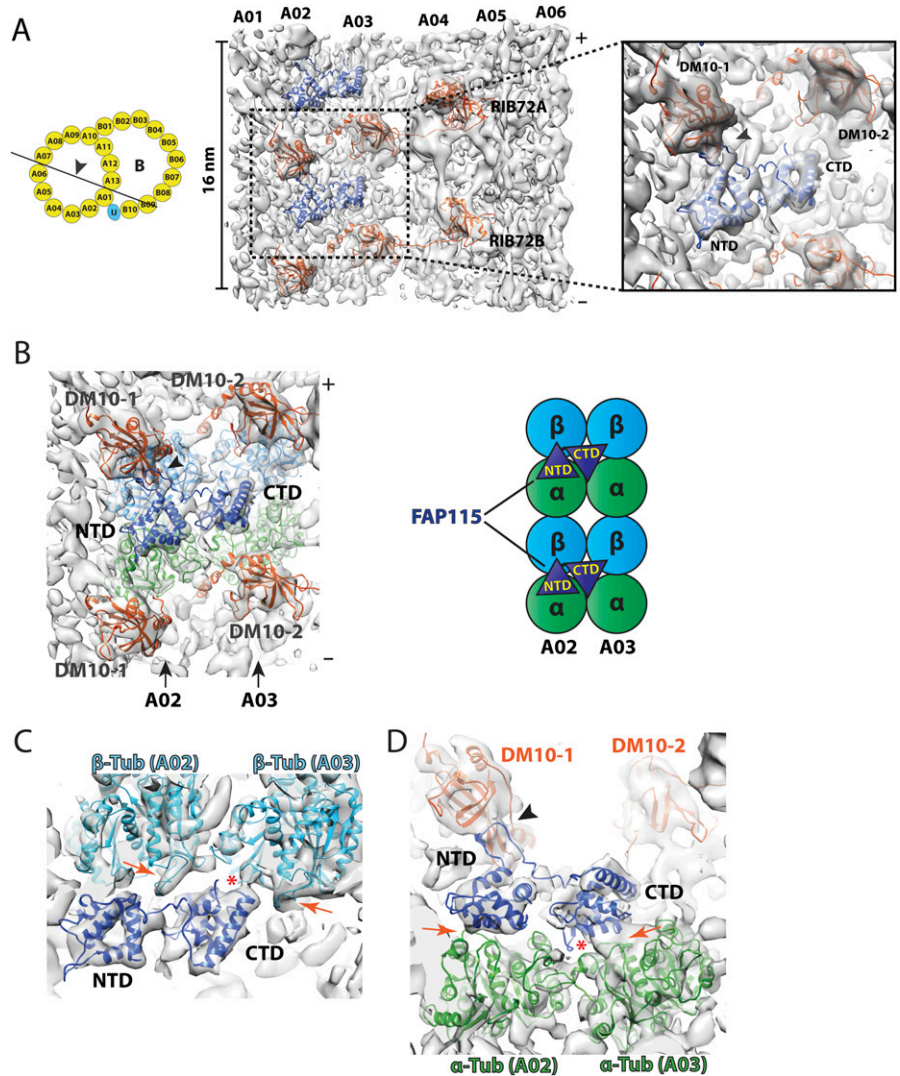 A
A01 A02 A03 A04 A05 A06
+
16 nm
RIB72A
RIB72B
–
B01 B02 B03 B04 B05 B06 B07 B08 B09 B10
A01 A02 A03 A04 A05 A06 A07 A08 A09 A10 A11 A12 A13
B
IJ
DM10-1
DM10-2
CTD
NTD
B
DM10-2
DM10-1
+
CTD
NTD
DM10-2
DM10-1
–
A02 A03
β β
NTD CTD
α α
FAP115
β β
NTD CTD
α α
A02 A03
C
β-Tub (A02) β-Tub (A03)
*
NTD CTD
D
DM10-1 DM10-2
NTD
CTD
*
α-Tub (A02) α-Tub (A03)